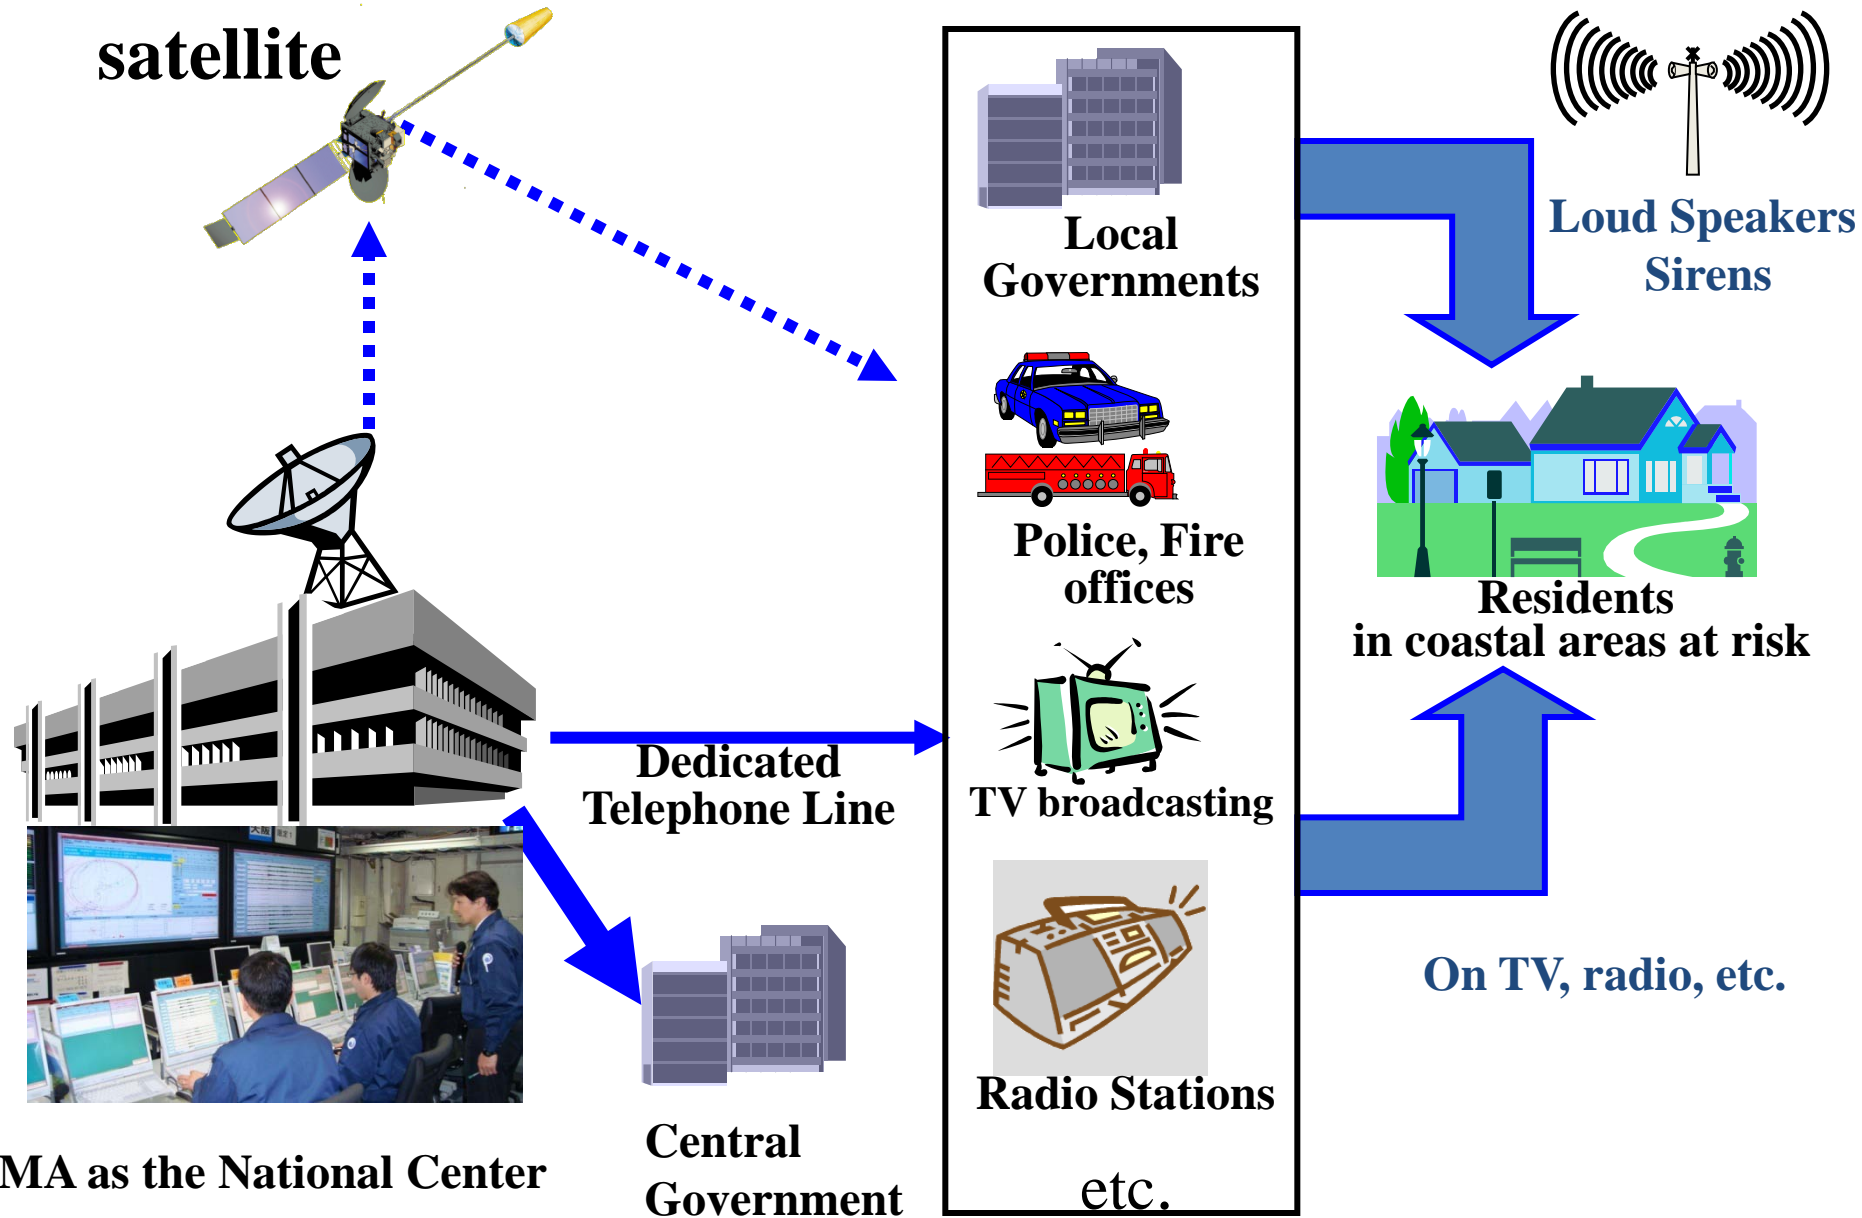 satellite
Local
Governments
Loud Speakers
Sirens
Police, Fire
offices
Residents
in coastal areas at risk
Dedicated
Telephone Line
TV broadcasting
On TV, radio, etc.
Radio Stations
Central
Government
MA as the National Center
etc.